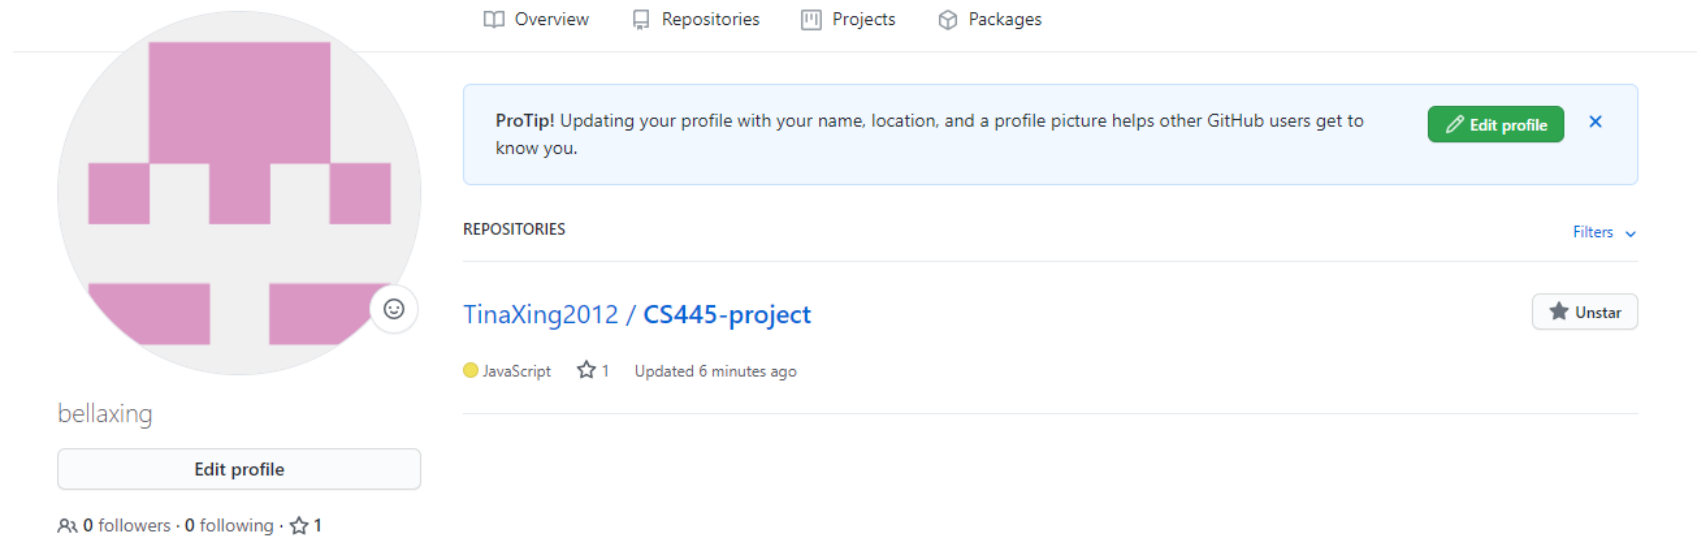 Overview Repositories Projects Packages
ProTip! Updating your profile with your name, location, and a profile picture helps other GitHub users get to
know you.
Edit profile
REPOSITORIES
Filters
TinaXing2012 / CS445-project
Unstar
JavaScript 1 Updated 6 minutes ago
bellaxing
Edit profile
0 followers · 0 following · 1